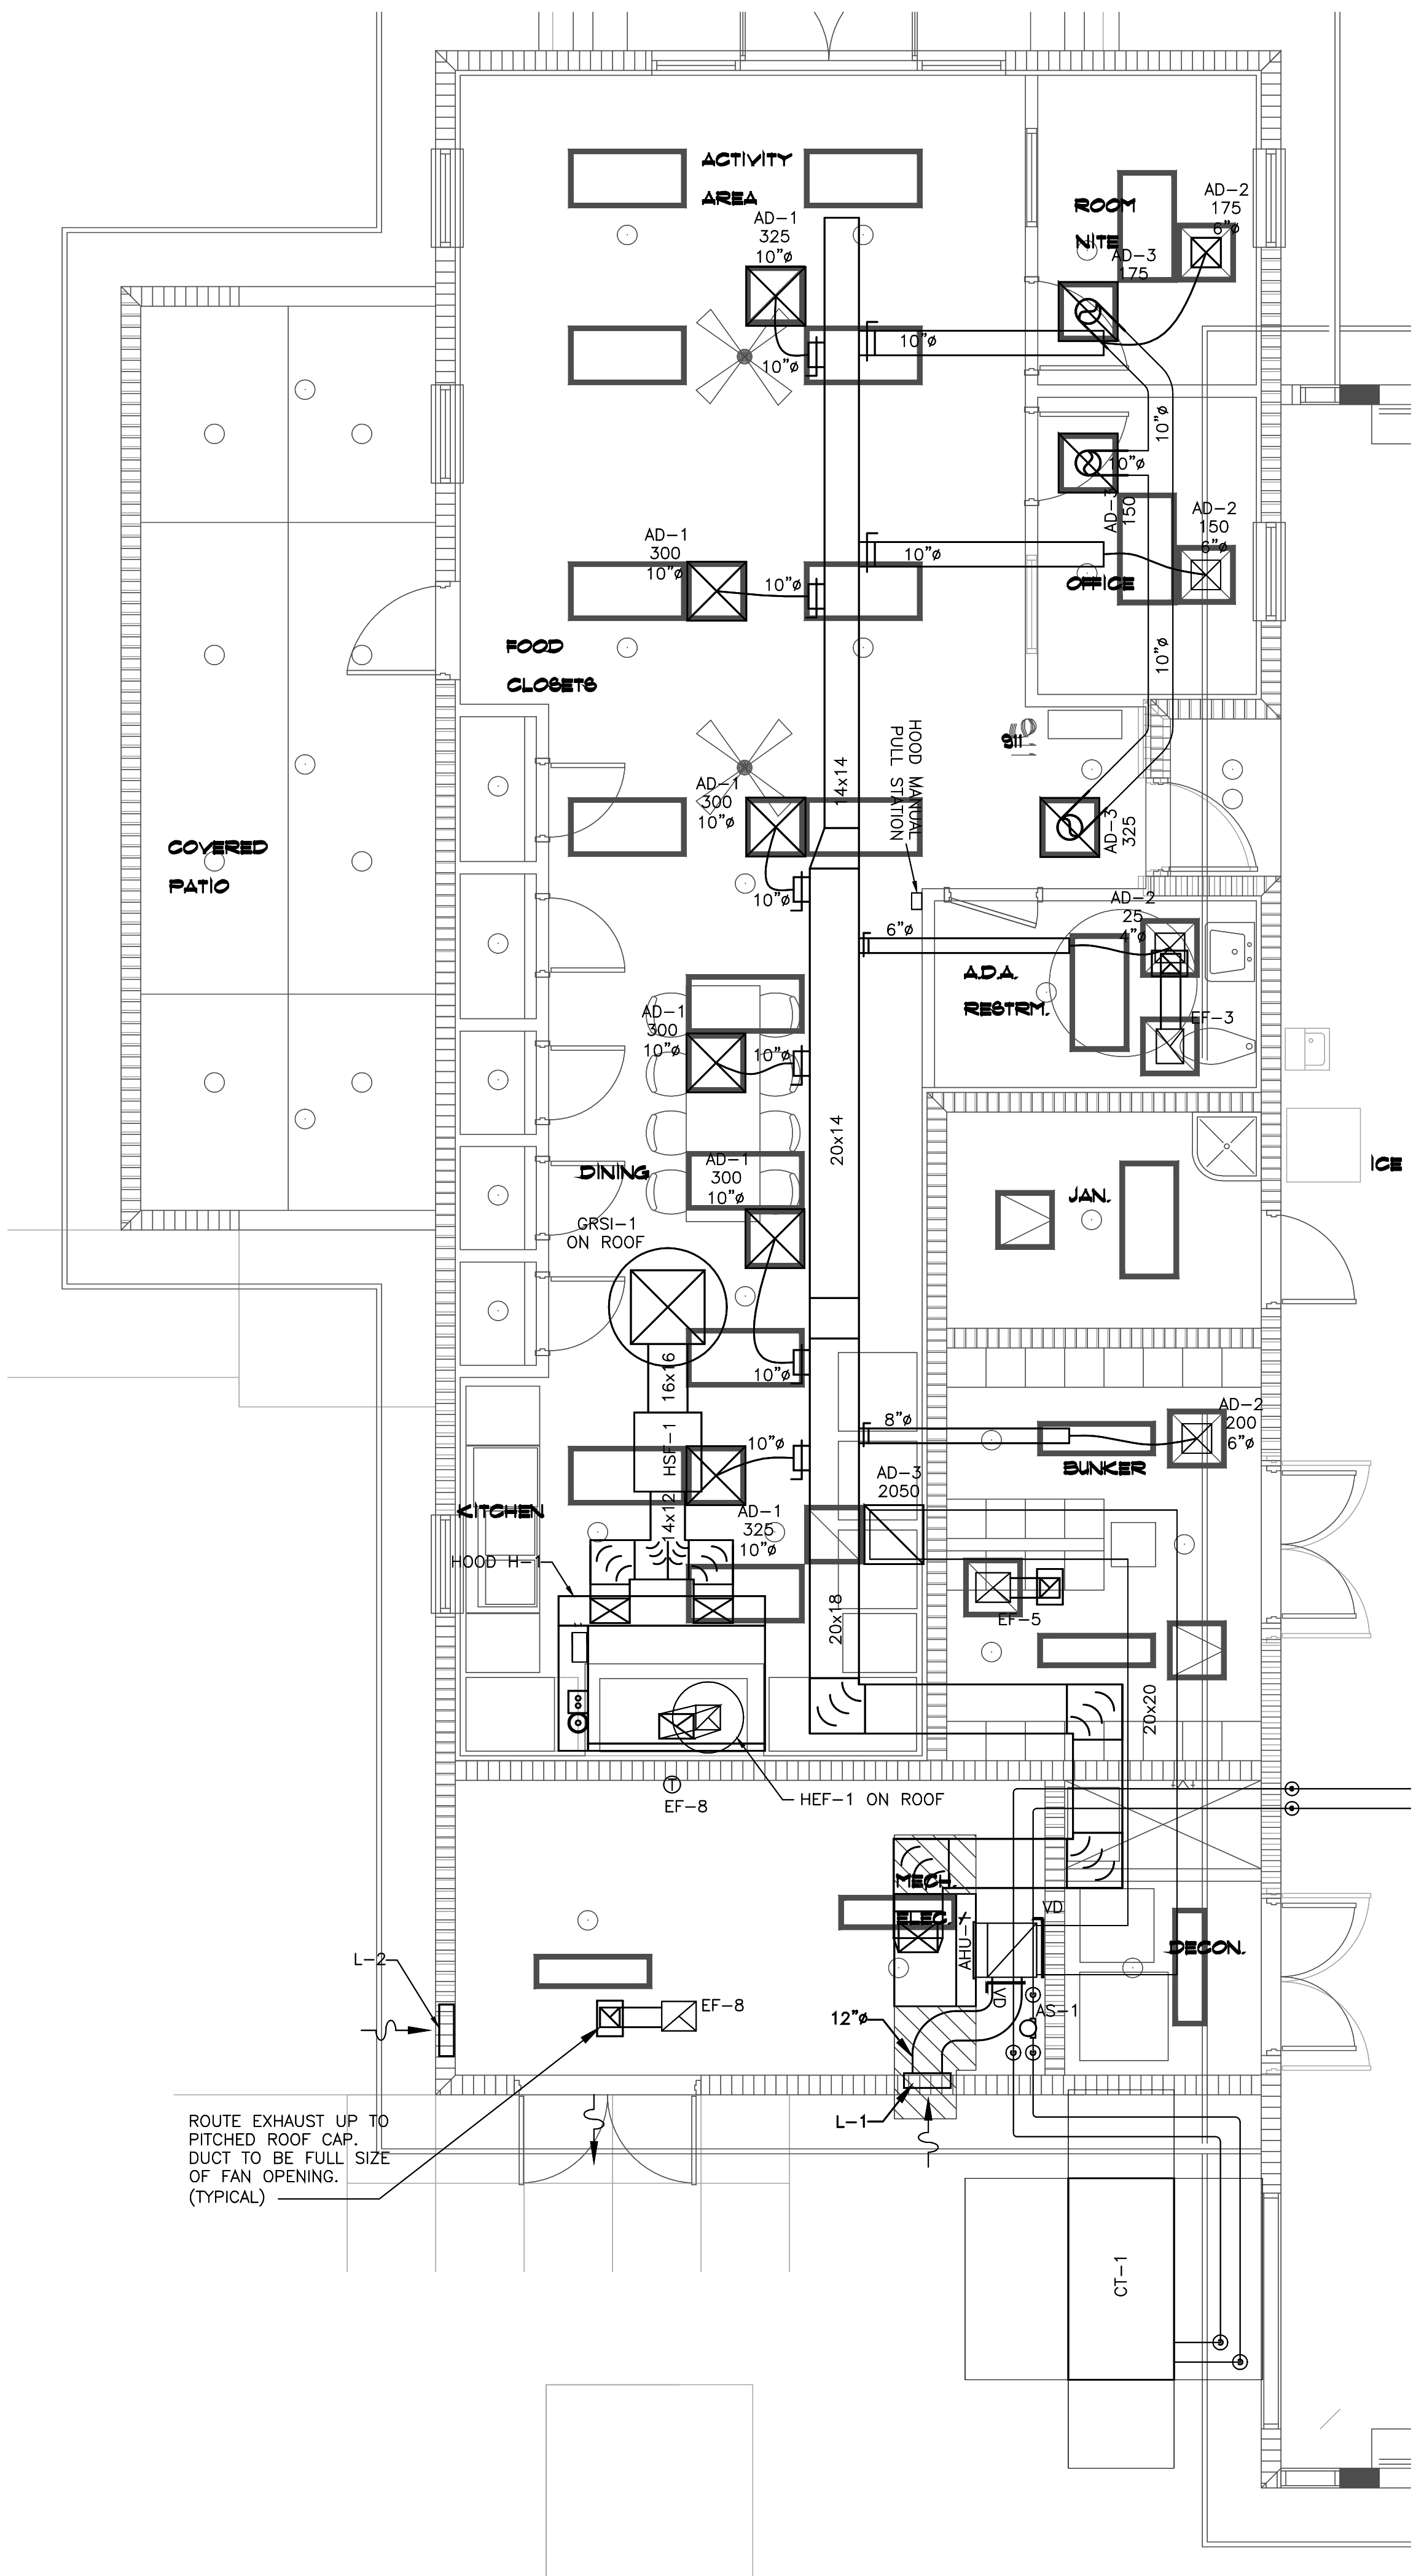 ACTIVITY
AREA
AD-1
325
10"ø
ROOM
NITE
AD-2
175
6"ø
AD-3
175
10"ø
10"ø
10"ø
10"ø
AD-3
150
AD-2
150
6"ø
OFFICE
AD-1
300
10"ø
10"ø
10"ø
10"ø
FOOD
CLOSETS
HOOD MANUAL
PULL STATION
14x14
AD-1
300
10"ø
10"ø
AD-3
325
COVERED
PATIO
6"ø
AD-2
25
4"ø
A.D.A.
RESTRM.
EF-3
AD-1
300
10"ø
10"ø
20x14
DINING
AD-1
300
10"ø
10"ø
JAN.
ICE
GRSI-1
ON ROOF
16x16
HSF-1
14x12
10"ø
AD-1
325
10"ø
8"ø
AD-2
200
6"ø
BUNKER
AD-3
2050
KITCHEN
HOOD H-1
20x18
EF-5
20x20
T
EF-8
HEF-1 ON ROOF
MECH.
ELEC. +
AHU-1
VD
VD
AS-1
DECON.
L-2
EF-8
12"ø
L-1
ROUTE EXHAUST UP TO
PITCHED ROOF CAP.
DUCT TO BE FULL SIZE
OF FAN OPENING.
(TYPICAL)
CT-1